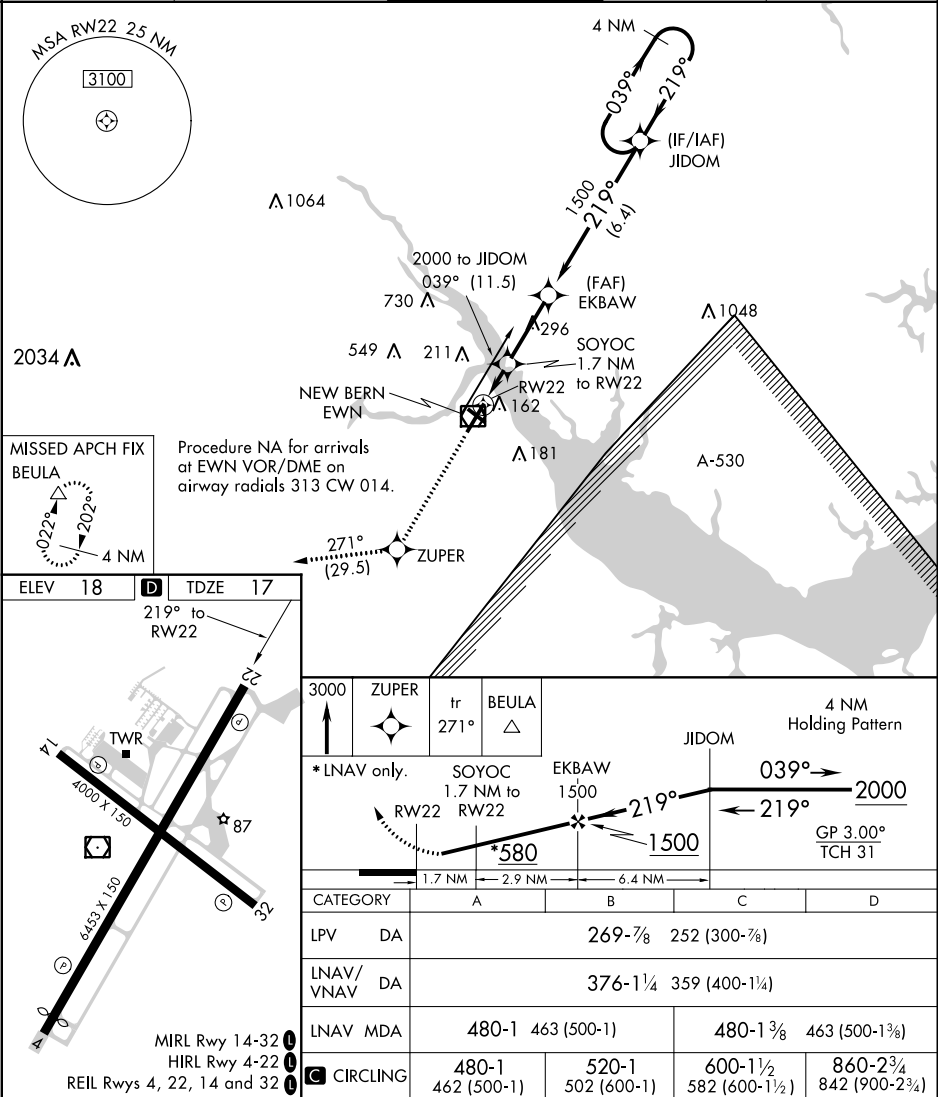 MSA RW22 25 NM
3100
4 NM
039°
219°
(IF/IAF)
JIDOM
1500
219°
(6.4)
1064
2000 to JIDOM
039° (11.5)
(FAF)
EKBAW
730
296
1048
2034
549
211
SOYOC
1.7 NM
to RW22
NEW BERN
EWN
RW22
162
181
A-530
MISSED APCH FIX
BEULA
022°
202°
4 NM
Procedure NA for arrivals
at EWN VOR/DME on
airway radials 313 CW 014.
271°
(29.5)
ZUPER
ELEV 18 D TDZE 17
219° to
RW22
22
14
TWR
P
P
4000 X 150
87
6453 X 150
P
32
P
4
MIRL Rwy 14-32 L
HIRL Rwy 4-22 L
REIL Rwys 4, 22, 14 and 32 L
3000 ZUPER tr 271° BEULA
4 NM
Holding Pattern
*LNAV only.
RW22
SOYOC
1.7 NM to
RW22
EKBAW
1500
JIDOM
039°
219°
2000
219°
*580
1500
GP 3.00°
TCH 31
1.7 NM 2.9 NM 6.4 NM
CATEGORY A B C D
LPV DA 269-⅞ 252 (300-⅞)
LNAV/ VNAV DA 376-1¼ 359 (400-1¼)
LNAV MDA 480-1 463 (500-1) 480-1⅜ 463 (500-1⅜)
C CIRCLING 480-1 520-1 600-1½ 860-2¾
462 (500-1) 502 (600-1) 582 (600-1½) 842 (900-2¾)